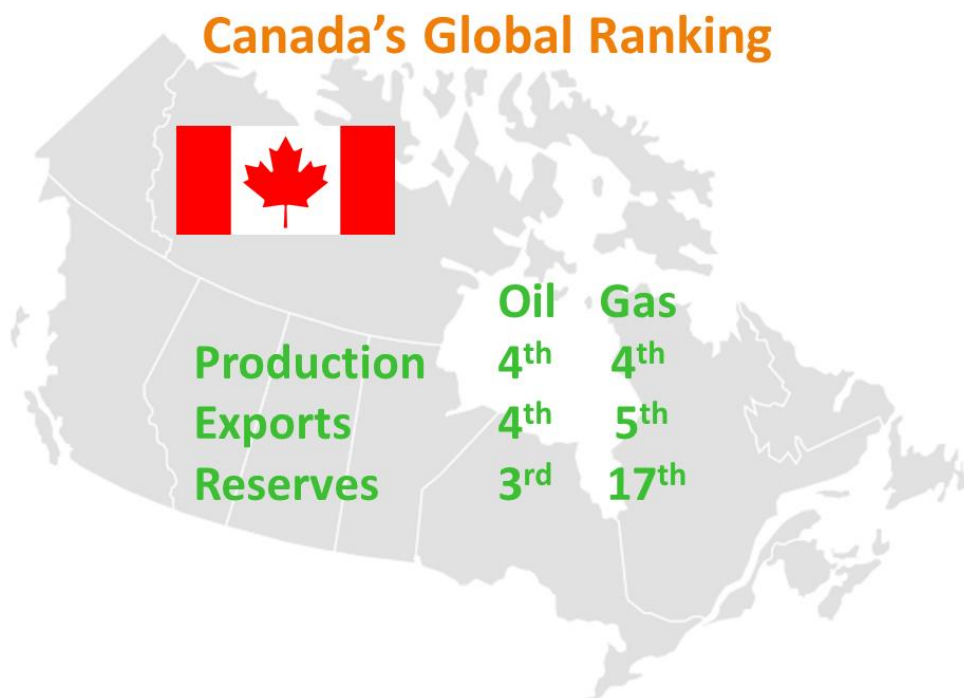 Canada’s Global Ranking
Oil Gas
Production 4th 4th
Exports 4th 5th
Reserves 3rd 17th